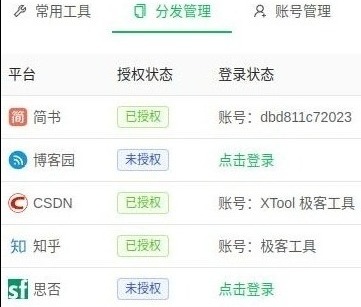 常用工具 分发管理 账号管理
平台 授权状态 登录状态
简 简书 已授权 账号：dbd811c72023
博客园 未授权 点击登录
C CSDN 已授权 账号：XTool 极客工具
知 知乎 已授权 账号：极客工具
sf 思否 未授权 点击登录